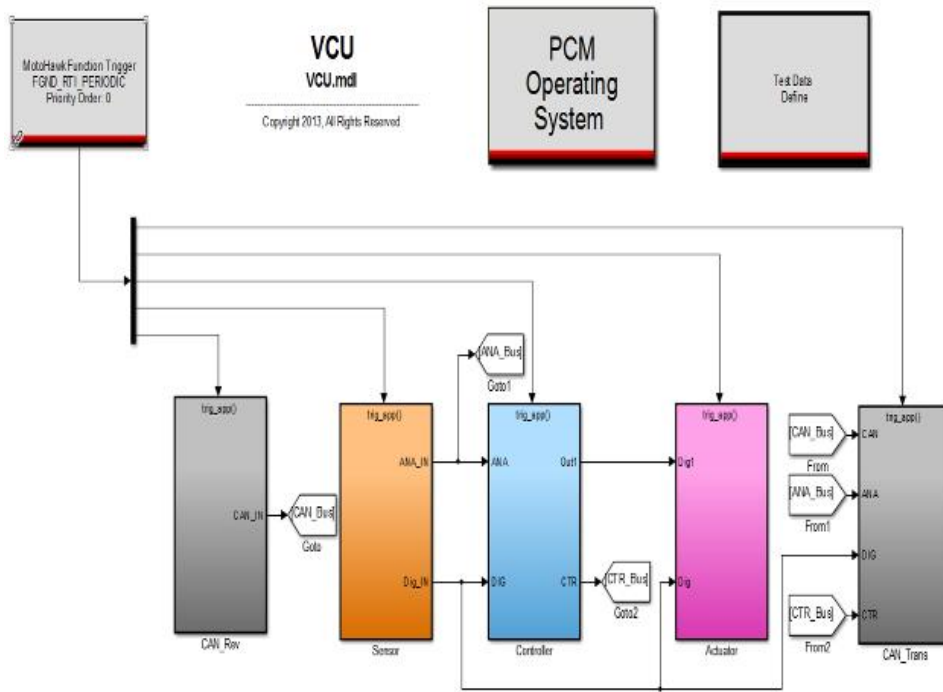 MotoHawk Function Trigger
FGND_RTI_PERIODIC
Priority Order: 0
VCU
VCU.mdl
Copyright 2013, All Rights Reserved
PCM
Operating
System
Test Data
Define
[ANA_Bus]
Goto1
trig_app()
CAN_IN
CAN_Rev
[CAN_Bus]
Goto
trig_app()
ANA_IN
Dig_IN
Sensor
trig_app()
ANA
Out1
DIG
CTR
Controller
[CTR_Bus]
Goto2
trig_app()
Dig1
Dig
Actuator
[CAN_Bus]
From
[ANA_Bus]
From1
[CTR_Bus]
From2
trig_app()
CAN
ANA
DIG
CTR
CAN_Trans